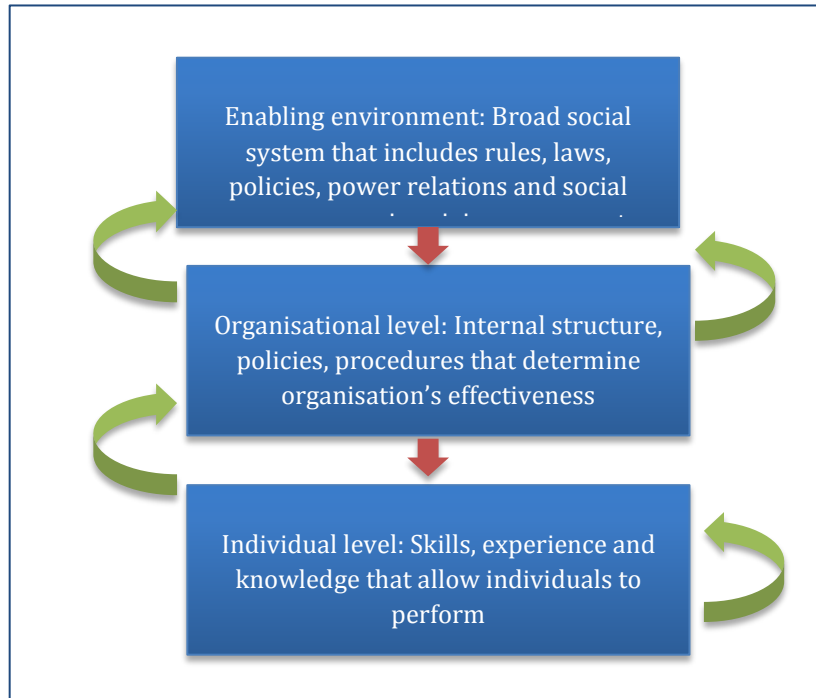 Enabling environment: Broad social
system that includes rules, laws,
policies, power relations and social
Organisational level: Internal structure,
policies, procedures that determine
organisation’s effectiveness
Individual level: Skills, experience and
knowledge that allow individuals to
perform